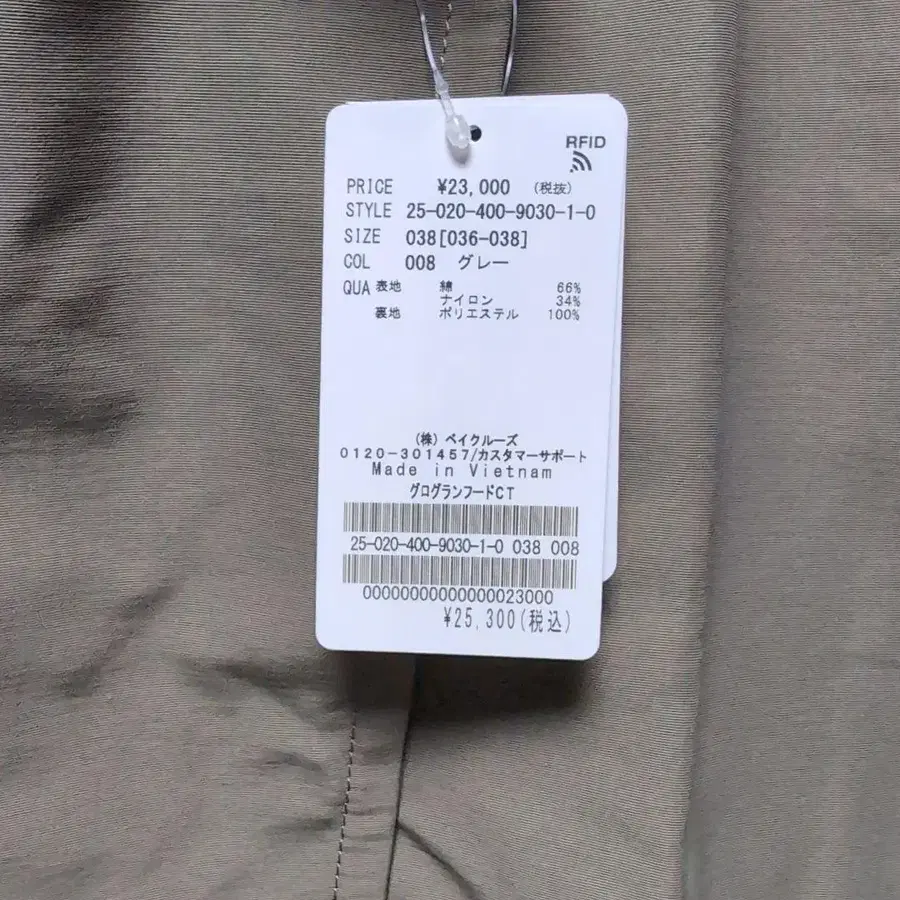 RFID
PRICE ¥23,000 (税抜)
STYLE 25-020-400-9030-1-0
SIZE 038[036-038]
COL 008 グレー
QUA 表地 綿 66%
ナイロン 34%
裏地 ポリエステル 100%
(株) ベイクルーズ
0120-301457/カスタマーサポート
Made in Vietnam
グログランフードCT
25-020-400-9030-1-0 038 008
00000000000000023000
¥25,300(税込)